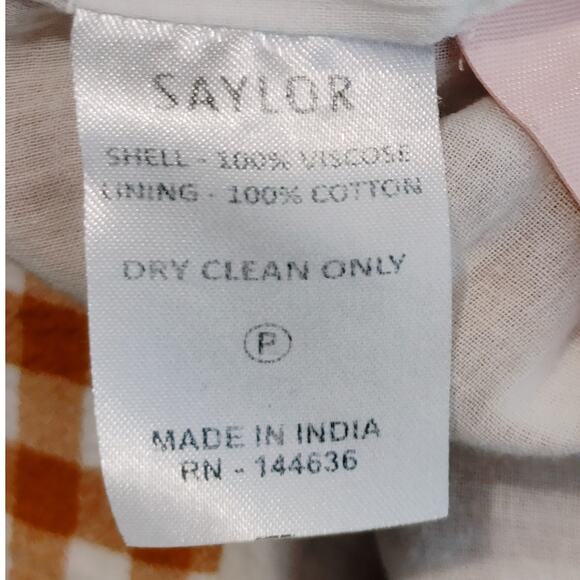 SAYLOR
SHELL - 100% VISCOSE
LINING - 100% COTTON
DRY CLEAN ONLY
P
MADE IN INDIA
RN - 144636